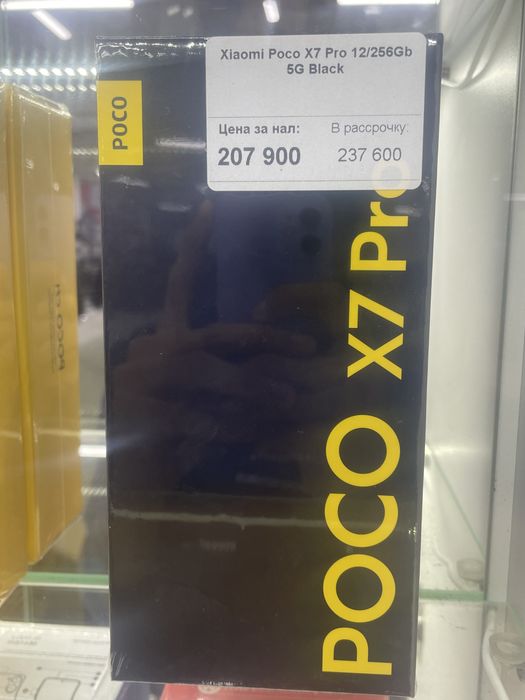 Xiaomi Poco X7 Pro 12/256Gb
5G Black
Цена за нал:
В рассрочку:
207 900
237 600
POCO
POCO X7 Pro